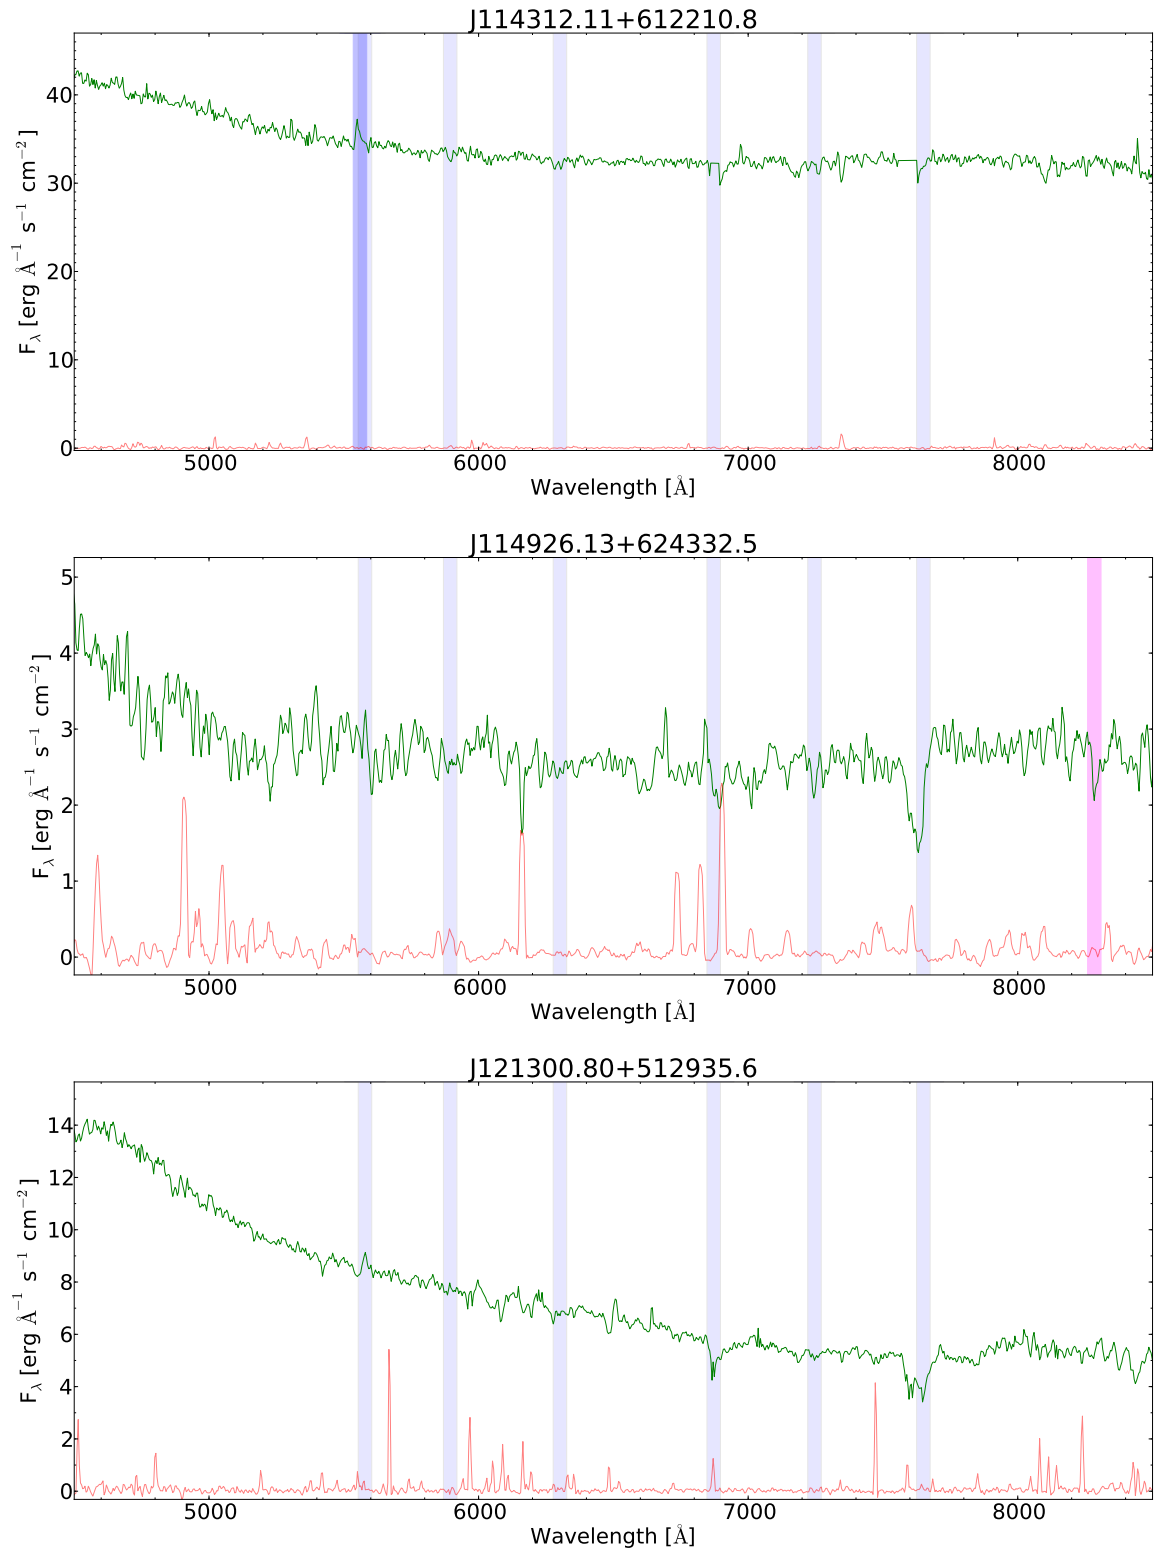 J114312.11+612210.8
40
30
20
10
0
F_λ [erg Å⁻¹ s⁻¹ cm⁻²]
5000 6000 7000 8000
Wavelength [Å]
J114926.13+624332.5
5
4
3
2
1
0
F_λ [erg Å⁻¹ s⁻¹ cm⁻²]
5000 6000 7000 8000
Wavelength [Å]
J121300.80+512935.6
14
12
10
8
6
4
2
0
F_λ [erg Å⁻¹ s⁻¹ cm⁻²]
5000 6000 7000 8000
Wavelength [Å]